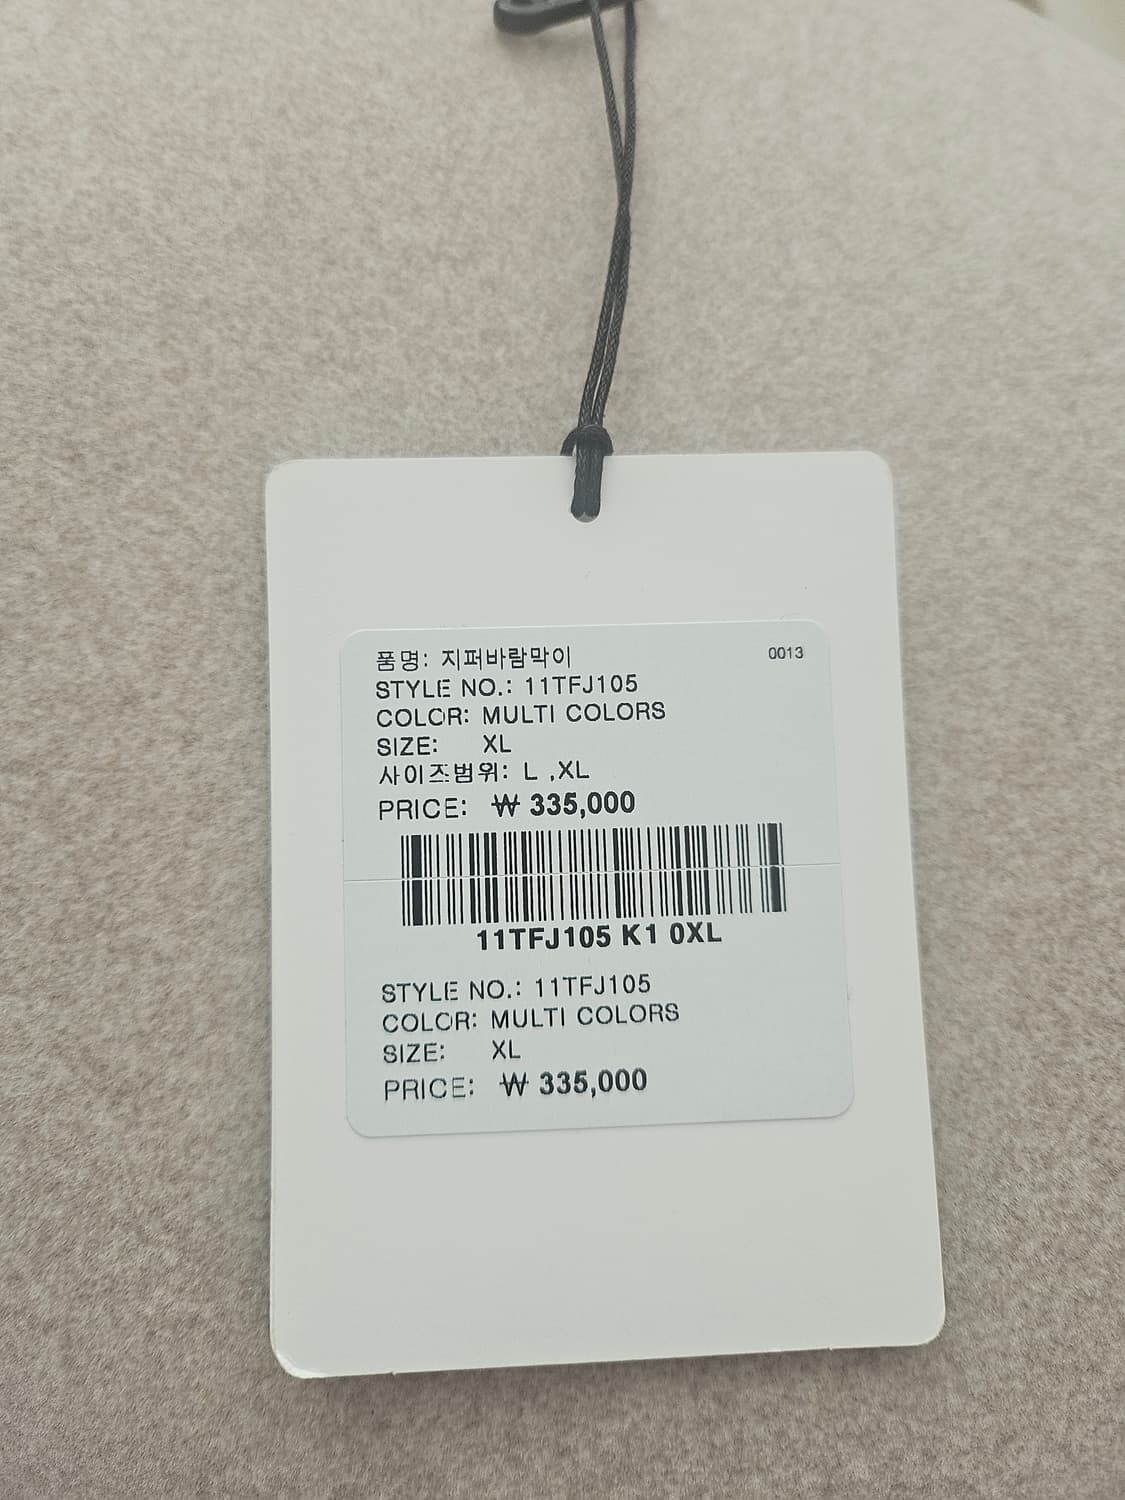 품명: 지퍼바람막이 0013
STYLE NO.: 11TFJ105
COLOR: MULTI COLORS
SIZE: XL
사이즈범위: L ,XL
PRICE: ₩ 335,000
11TFJ105 K1 0XL
STYLE NO.: 11TFJ105
COLOR: MULTI COLORS
SIZE: XL
PRICE: ₩ 335,000